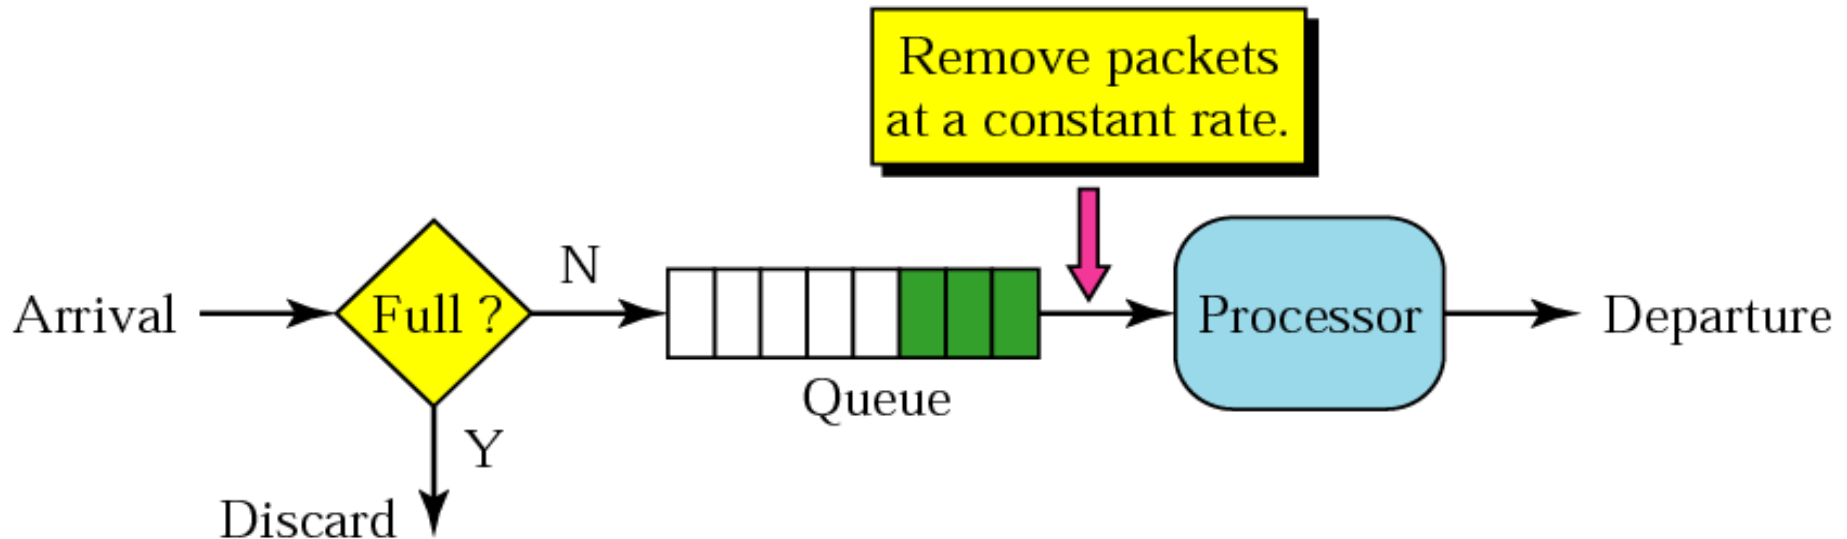 Remove packets
at a constant rate.
Arrival
Full ?
N
Queue
Processor
Departure
Y
Discard